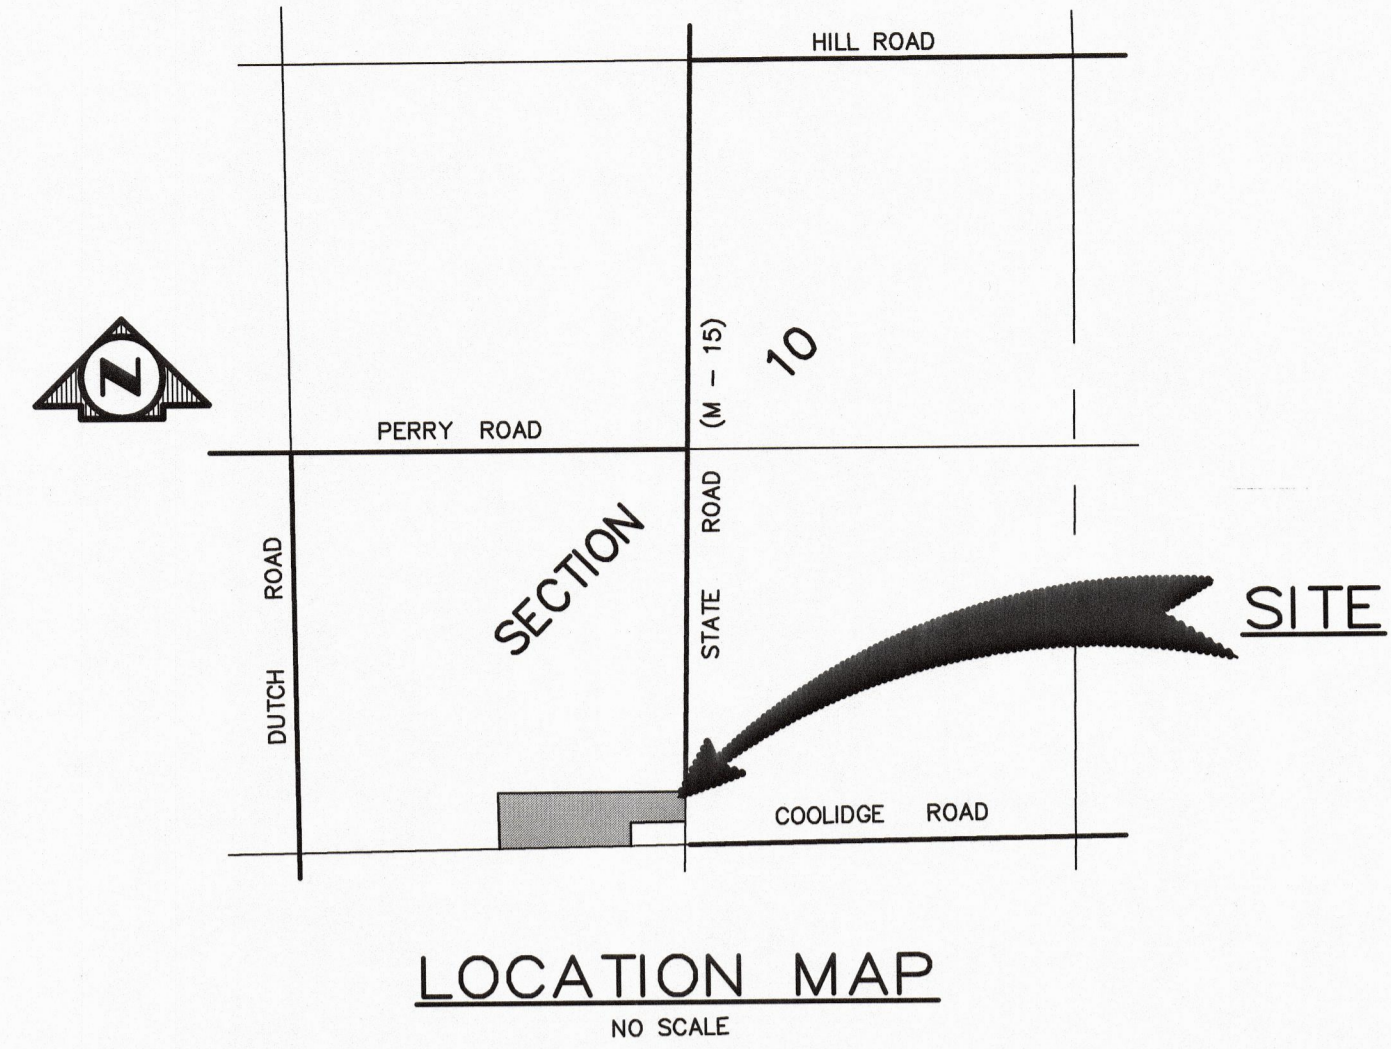 HILL ROAD
(M - 15)
10
N
PERRY ROAD
STATE ROAD
SECTION
DUTCH ROAD
SITE
COOLIDGE ROAD
LOCATION MAP
NO SCALE